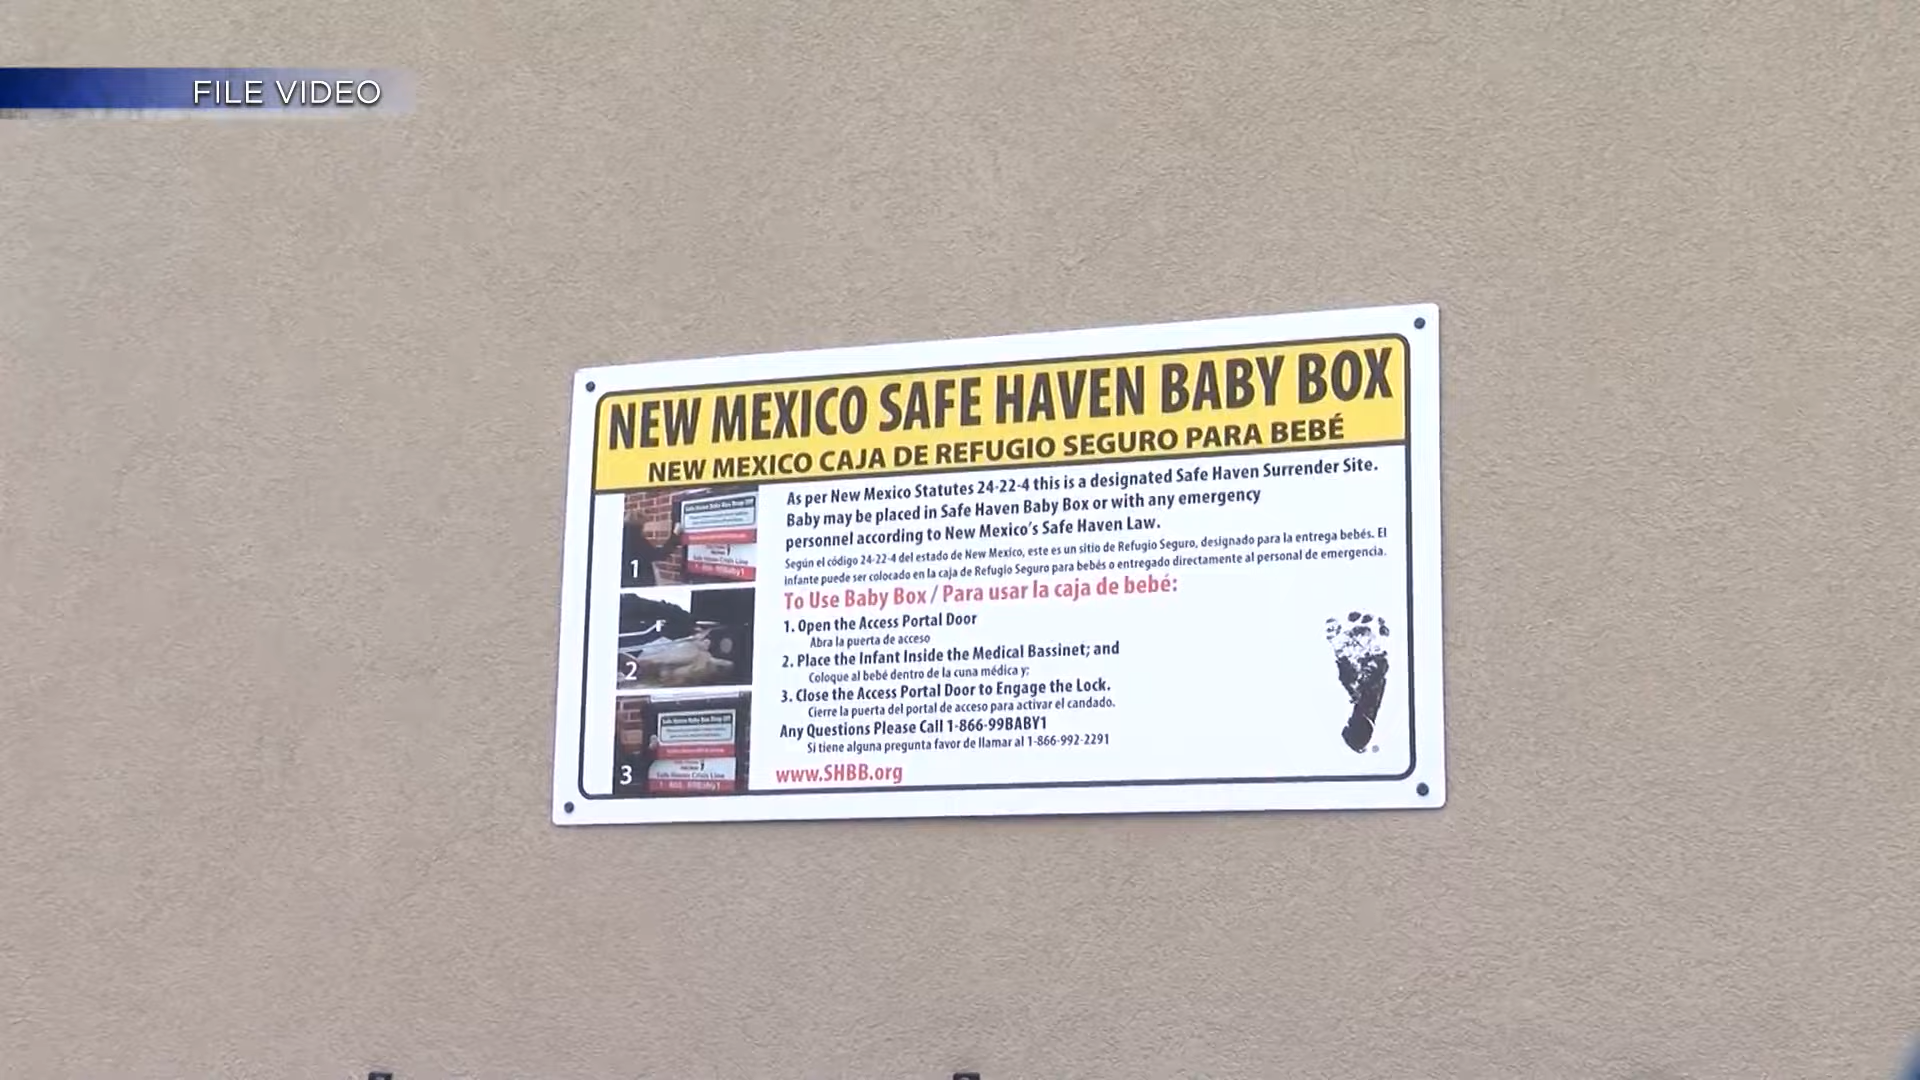 FILE VIDEO
NEW MEXICO SAFE HAVEN BABY BOX
NEW MEXICO CAJA DE REFUGIO SEGURO PARA BEBÉ
As per New Mexico Statutes 24-22-4 this is a designated Safe Haven Surrender Site.
Baby may be placed in Safe Haven Baby Box or with any emergency
personnel according to New Mexico's Safe Haven Law.
Según el código 24-22-4 del estado de New Mexico, este es un sitio de Refugio Seguro, designado para la entrega bebés. El
infante puede ser colocado en la caja de Refugio Seguro para bebés o entregado directamente al personal de emergencia.
To Use Baby Box / Para usar la caja de bebé:
1. Open the Access Portal Door
Abra la puerta de acceso
2. Place the Infant Inside the Medical Bassinet; and
Coloque al bebé dentro de la cuna médica y;
3. Close the Access Portal Door to Engage the Lock.
Cierre la puerta del portal de acceso para activar el candado.
Any Questions Please Call 1-866-99BABY1
Si tiene alguna pregunta favor de llamar al 1-866-992-2291
www.SHBB.org
1
2
3